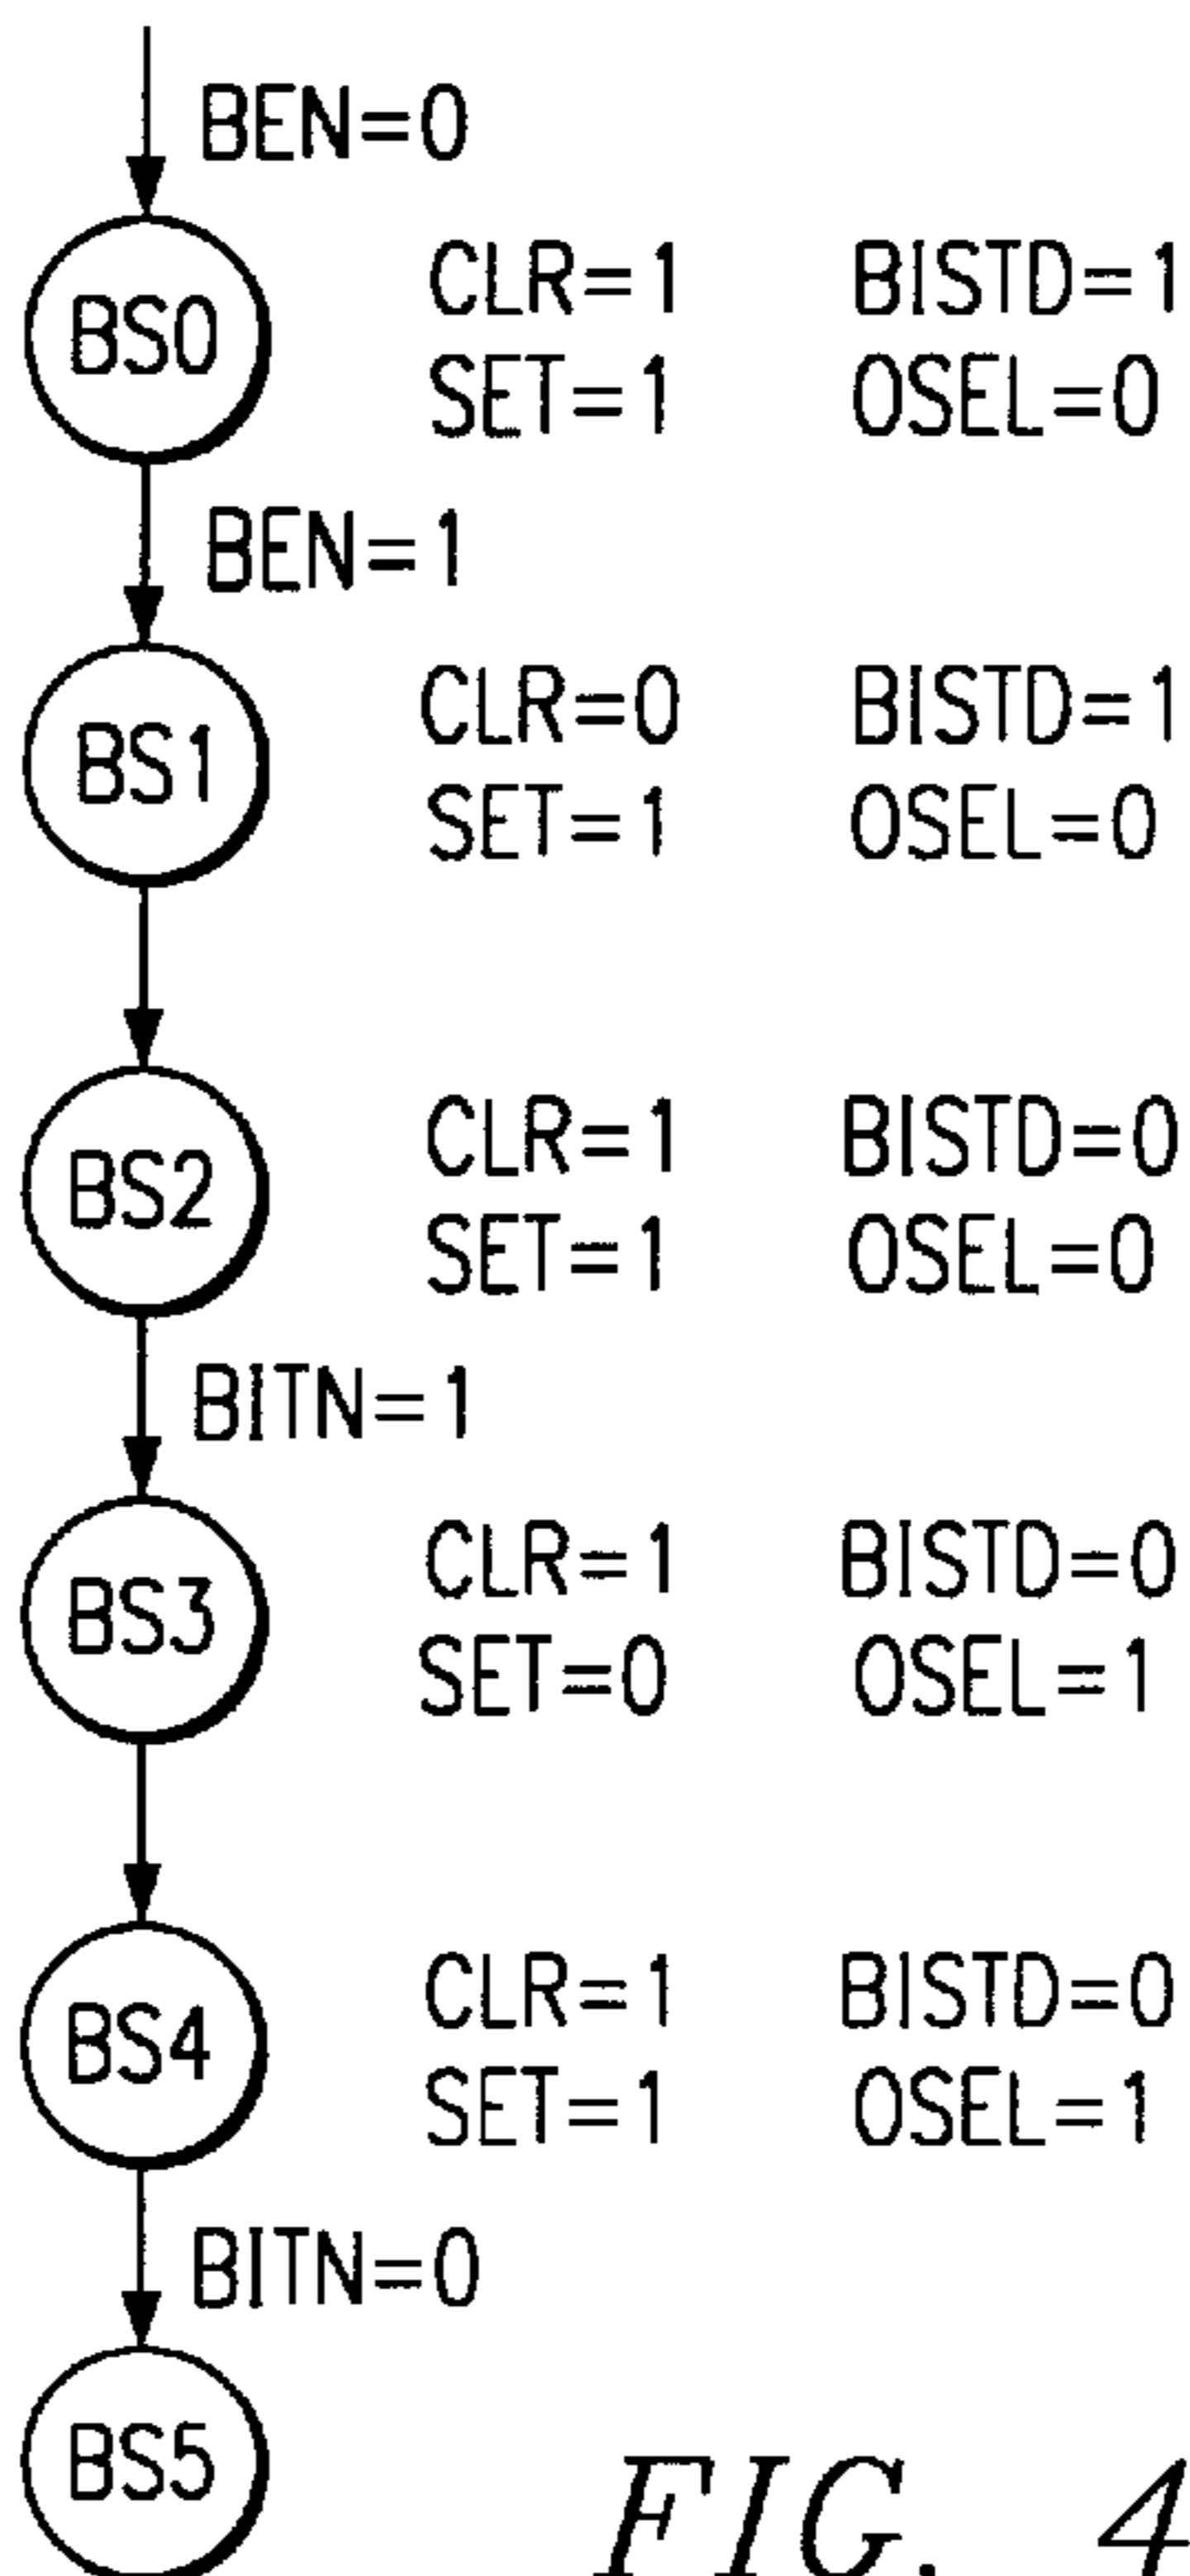 BEN=0
BS0
CLR=1 BISTD=1
SET=1 OSEL=0
BEN=1
BS1
CLR=0 BISTD=1
SET=1 OSEL=0
BS2
CLR=1 BISTD=0
SET=1 OSEL=0
BITN=1
BS3
CLR=1 BISTD=0
SET=0 OSEL=1
BS4
CLR=1 BISTD=0
SET=1 OSEL=1
BITN=0
BS5
FIG. 4